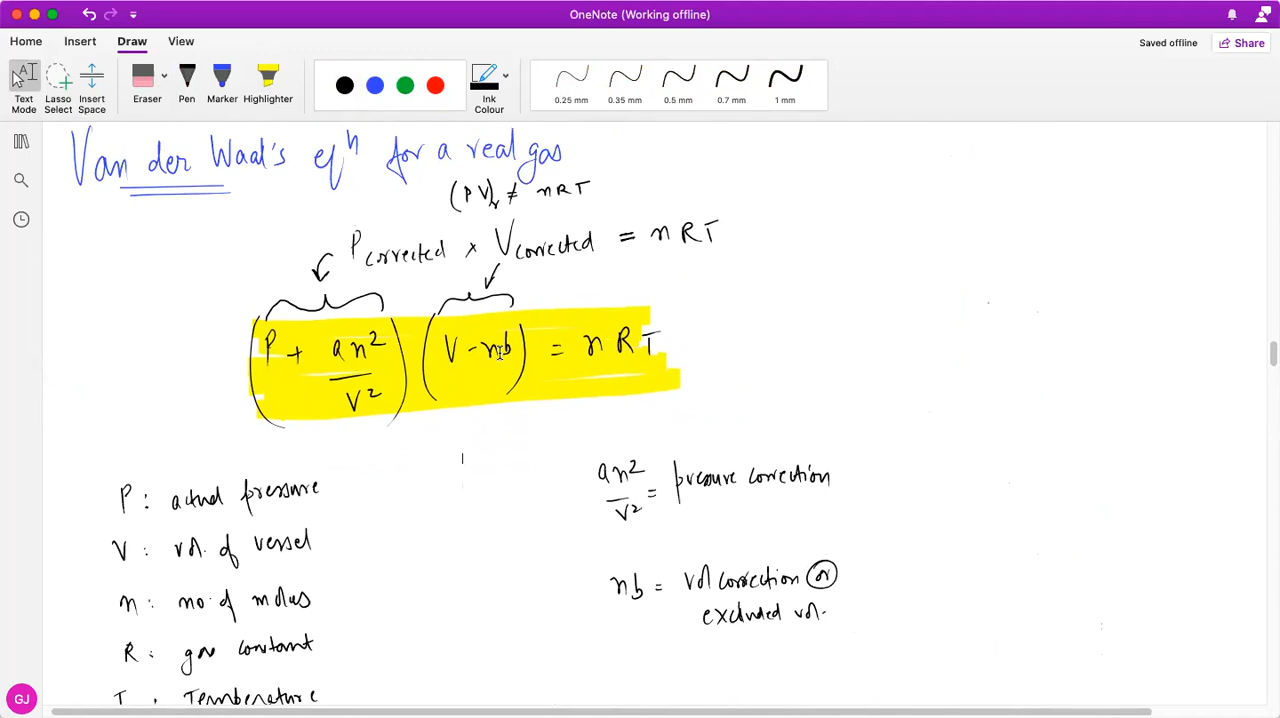 OneNote (Working offline)
Home Insert Draw View
Saved offline
Share
Text Mode
Lasso Select
Insert Space
Eraser
Pen
Marker
Highlighter
Ink Colour
0.25 mm 0.35 mm 0.5 mm 0.7 mm 1 mm
Van der Waal's eqⁿ for a real gas
(PV)r ≠ nRT
Pcorrected × Vcorrected = nRT
(P + an²/V²) (V - nb) = nRT
P : actual pressure
V : vol. of vessel
n : no. of moles
R : gas constant
T : Temperature
an²/V² = pressure correction
nb = vol correction or
excluded vol.
GJ